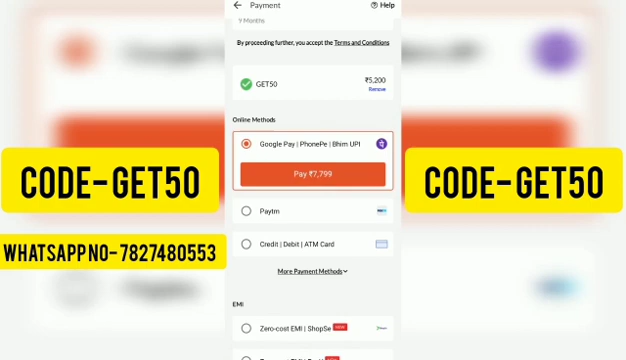 Payment
Help
9 Months
By proceeding further, you accept the Terms and Conditions
GET50
₹5,200
Remove
Online Methods
Google Pay | PhonePe | Bhim UPI
Pay ₹7,799
Paytm
Credit | Debit | ATM Card
More Payment Methods
EMI
Zero-cost EMI | ShopSe
CODE- GET50
WHATSAPP NO- 7827480553
CODE- GET50